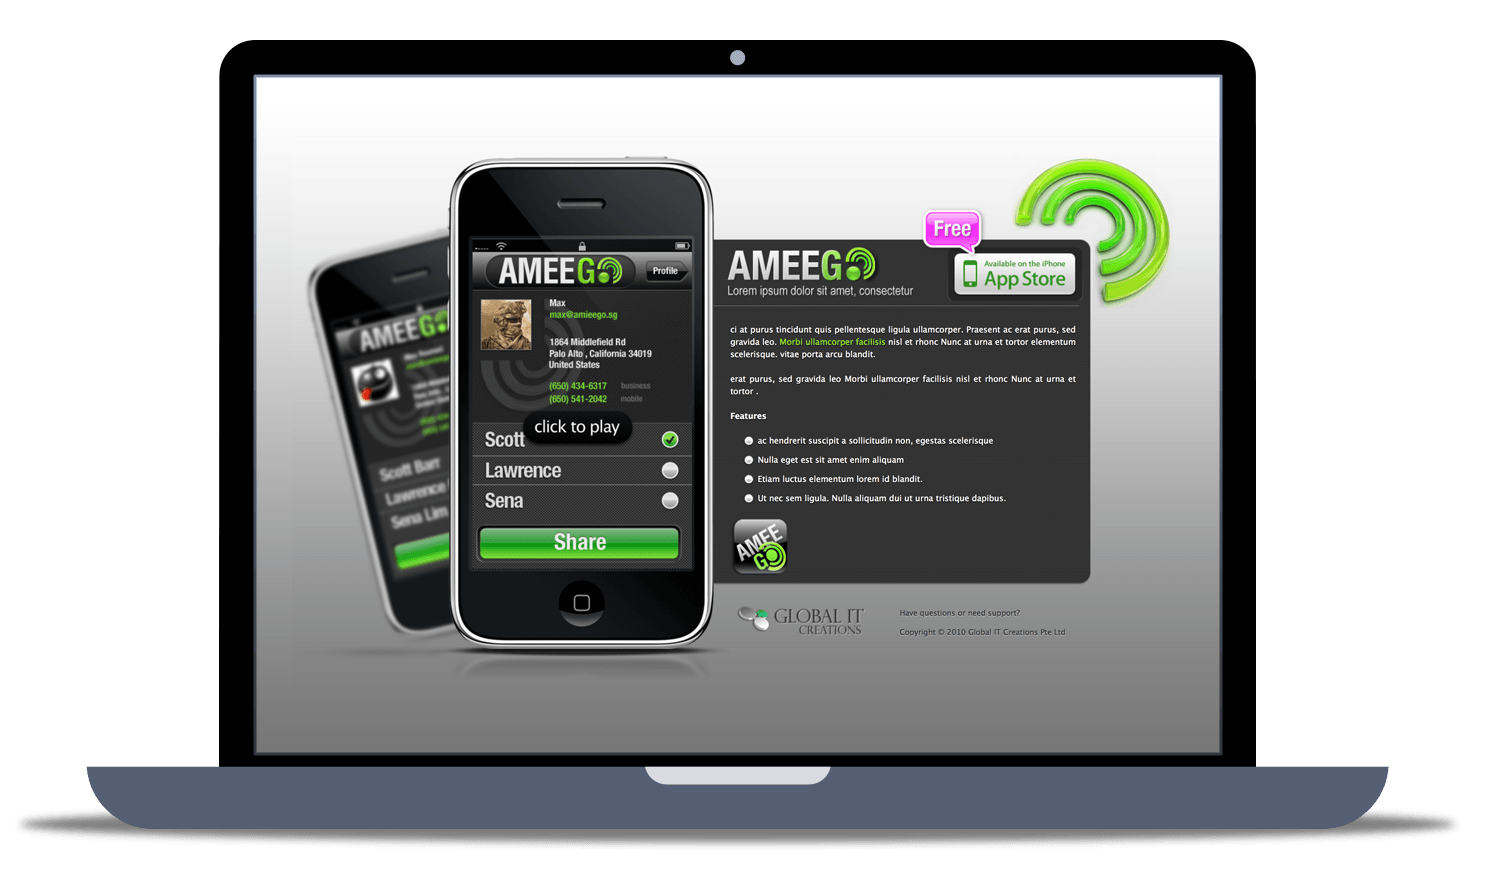 AMEEGO
Profile
Max
max@amieego.sg
1864 Middlefield Rd
Palo Alto , California 34019
United States
(650) 434-6317 business
(650) 541-2042 mobile
click to play
Scott
Lawrence
Sena
Share
AMEEGO
Scott Barr
Lawrence
Sena Lim
Free
AMEEGO
Lorem ipsum dolor sit amet, consectetur
Available on the iPhone
App Store
ci at purus tincidunt quis pellentesque ligula ullamcorper. Praesent ac erat purus, sed
gravida leo. Morbi ullamcorper facilisis nisl et rhonc Nunc at urna et tortor elementum
scelerisque. vitae porta arcu blandit.
erat purus, sed gravida leo Morbi ullamcorper facilisis nisl et rhonc Nunc at urna et
tortor .
Features
ac hendrerit suscipit a sollicitudin non, egestas scelerisque
Nulla eget est sit amet enim aliquam
Etiam luctus elementum lorem id blandit.
Ut nec sem ligula. Nulla aliquam dui ut urna tristique dapibus.
AMEE
GO
GLOBAL IT
CREATIONS
Have questions or need support?
Copyright © 2010 Global IT Creations Pte Ltd